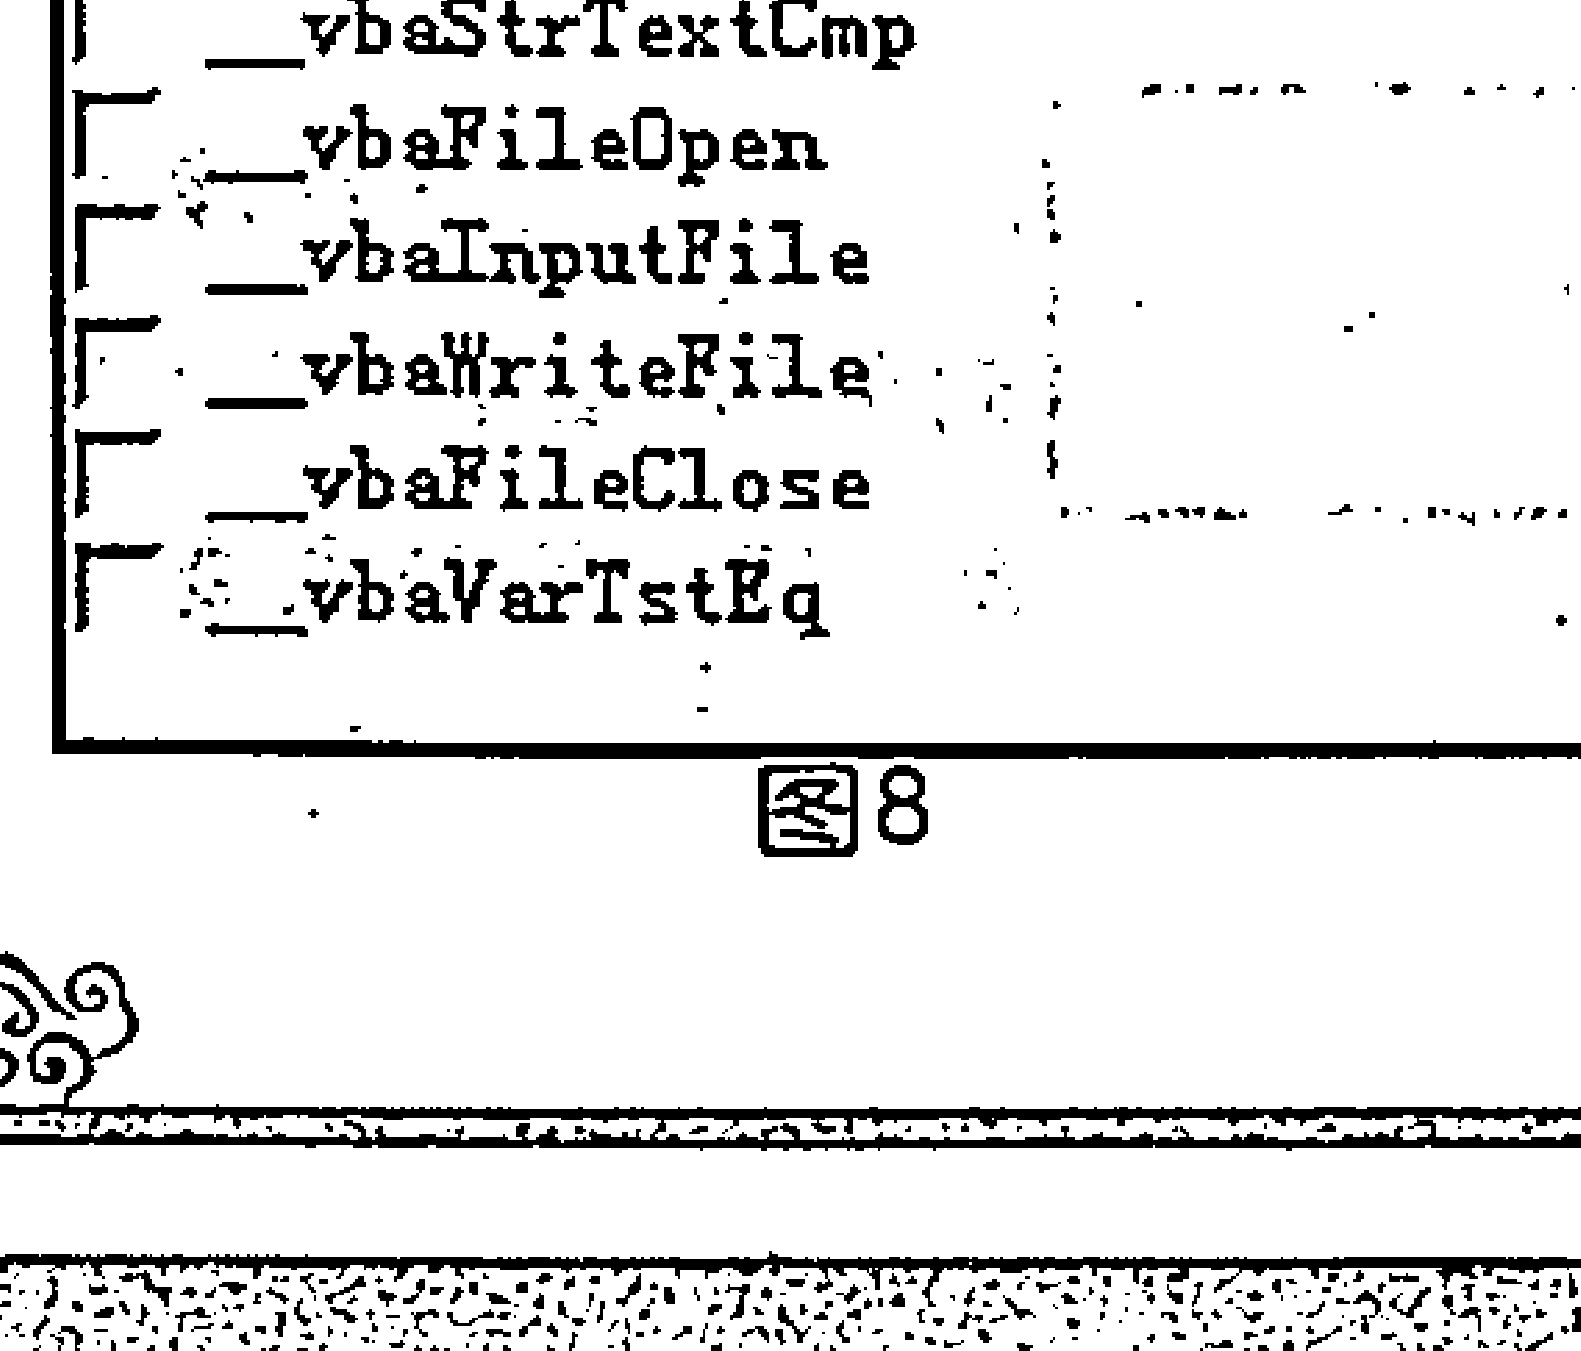 __vbaStrTextCmp
__vbaFileOpen
__vbaInputFile
__vbaWriteFile
__vbaFileClose
__vbaVarTstEq
图8